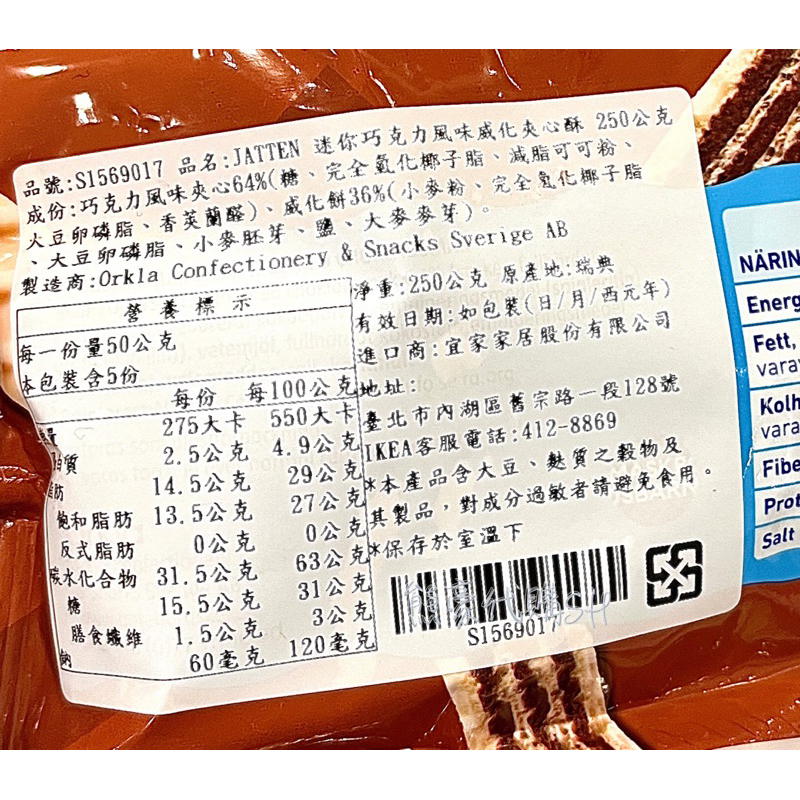 品號:S1569017 品名:JATTEN 迷你巧克力風味威化夾心酥 250公克
成份:巧克力風味夾心64%(糖、完全氫化椰子脂、減脂可可粉、
大豆卵磷脂、香莢蘭醛)、威化餅36%(小麥粉、完全氫化椰子脂
、大豆卵磷脂、小麥胚芽、鹽、大麥麥芽)。
製造商:Orkla Confectionery & Snacks Sverige AB
營養標示
每一份量50公克
本包裝含5份
每份 每100公克
275大卡 550大卡
2.5公克 4.9公克
14.5公克 29公克
飽和脂肪 13.5公克 27公克
反式脂肪 0公克 0公克
碳水化合物 31.5公克 63公克
糖 15.5公克 31公克
膳食纖維 1.5公克 3公克
鈉 60毫克 120毫克
淨重:250公克 原產地:瑞典
有效日期:如包裝(日/月/西元年)
進口商:宜家家居股份有限公司
地址:
臺北市內湖區舊宗路一段128號
IKEA客服電話:412-8869
*本產品含大豆、麩質之穀物及
其製品，對成分過敏者請避免食用。
*保存於室溫下
S1569017
NÄRIN
Energ
Fett,
varav
Kolh
varav
Fibe
Prot
Salt